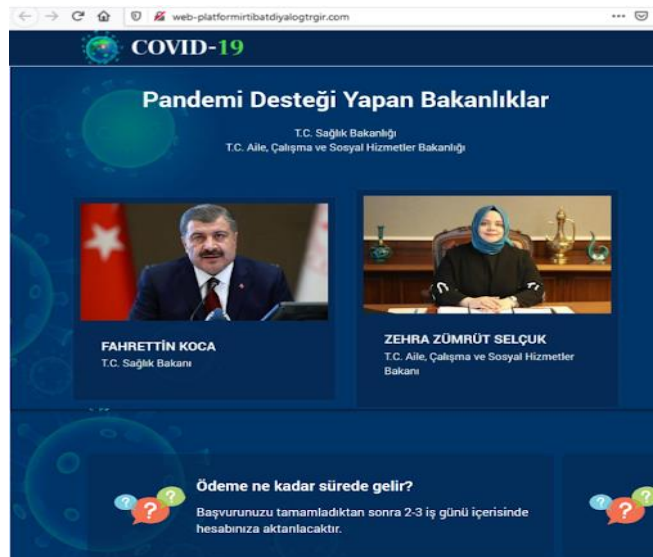 web-platformirtibatdiyalogtrgir.com
COVID-19
Pandemi Desteği Yapan Bakanlıklar
T.C. Sağlık Bakanlığı
T.C. Aile, Çalışma ve Sosyal Hizmetler Bakanlığı
FAHRETTİN KOCA
T.C. Sağlık Bakanı
ZEHRA ZÜMRÜT SELÇUK
T.C. Aile, Çalışma ve Sosyal Hizmetler
Bakanı
Ödeme ne kadar sürede gelir?
Başvurunuzu tamamladıktan sonra 2-3 iş günü içerisinde
hesabınıza aktarılacaktır.